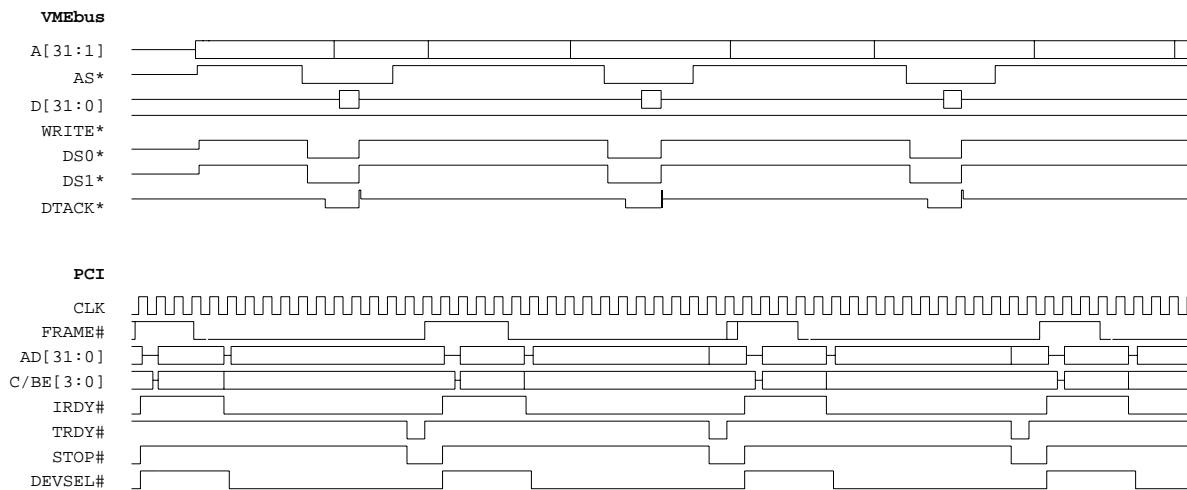 VMEbus
A[31:1]
AS*
D[31:0]
WRITE*
DS0*
DS1*
DTACK*
PCI
CLK
FRAME#
AD[31:0]
C/BE[3:0]
IRDY#
TRDY#
STOP#
DEVSEL#